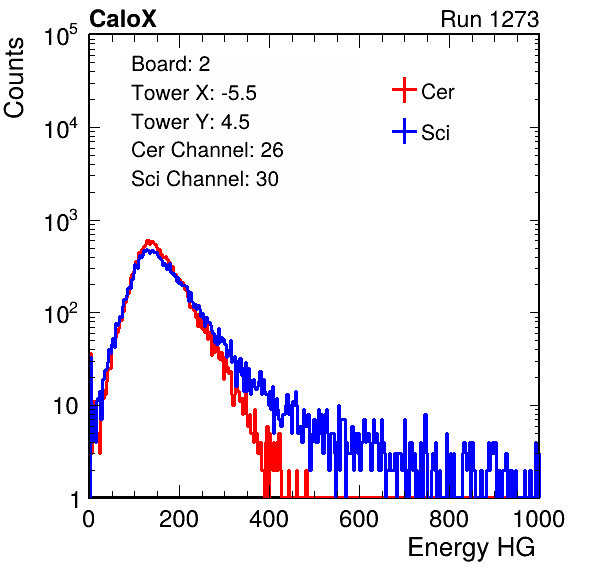 CaloX Run 1273
Counts
10^5
10^4
10^3
10^2
10
1
Board: 2
Tower X: -5.5
Tower Y: 4.5
Cer Channel: 26
Sci Channel: 30
Cer
Sci
0 200 400 600 800 1000
Energy HG